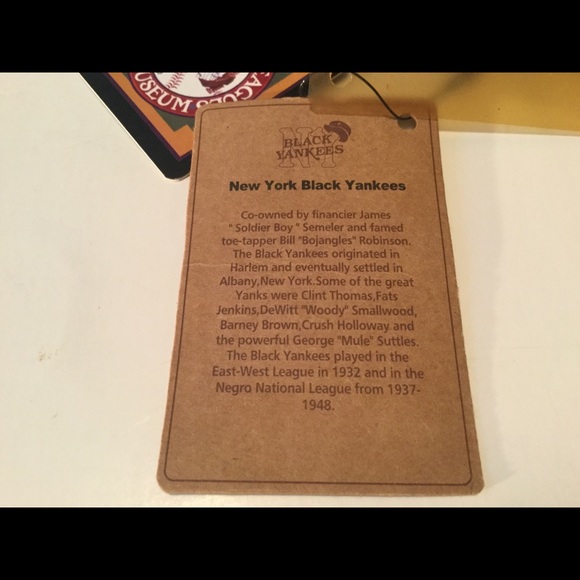 EAGUES
MUSEUM
NY
BLACK
YANKEES
New York Black Yankees
Co-owned by financier James
" Soldier Boy " Semeler and famed
toe-tapper Bill "Bojangles" Robinson.
The Black Yankees originated in
Harlem and eventually settled in
Albany,New York.Some of the great
Yanks were Clint Thomas,Fats
Jenkins,DeWitt "Woody" Smallwood,
Barney Brown,Crush Holloway and
the powerful George "Mule" Suttles.
The Black Yankees played in the
East-West League in 1932 and in the
Negro National League from 1937-
1948.